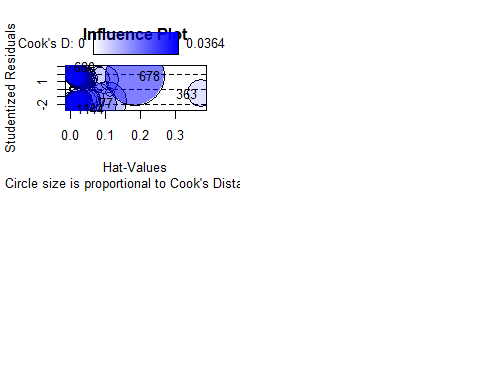 Influence Plot
Cook's D: 0 0.0364
Studentized Residuals
1
-2
678
363
77
0.0 0.1 0.2 0.3
Hat-Values
Circle size is proportional to Cook's Dista